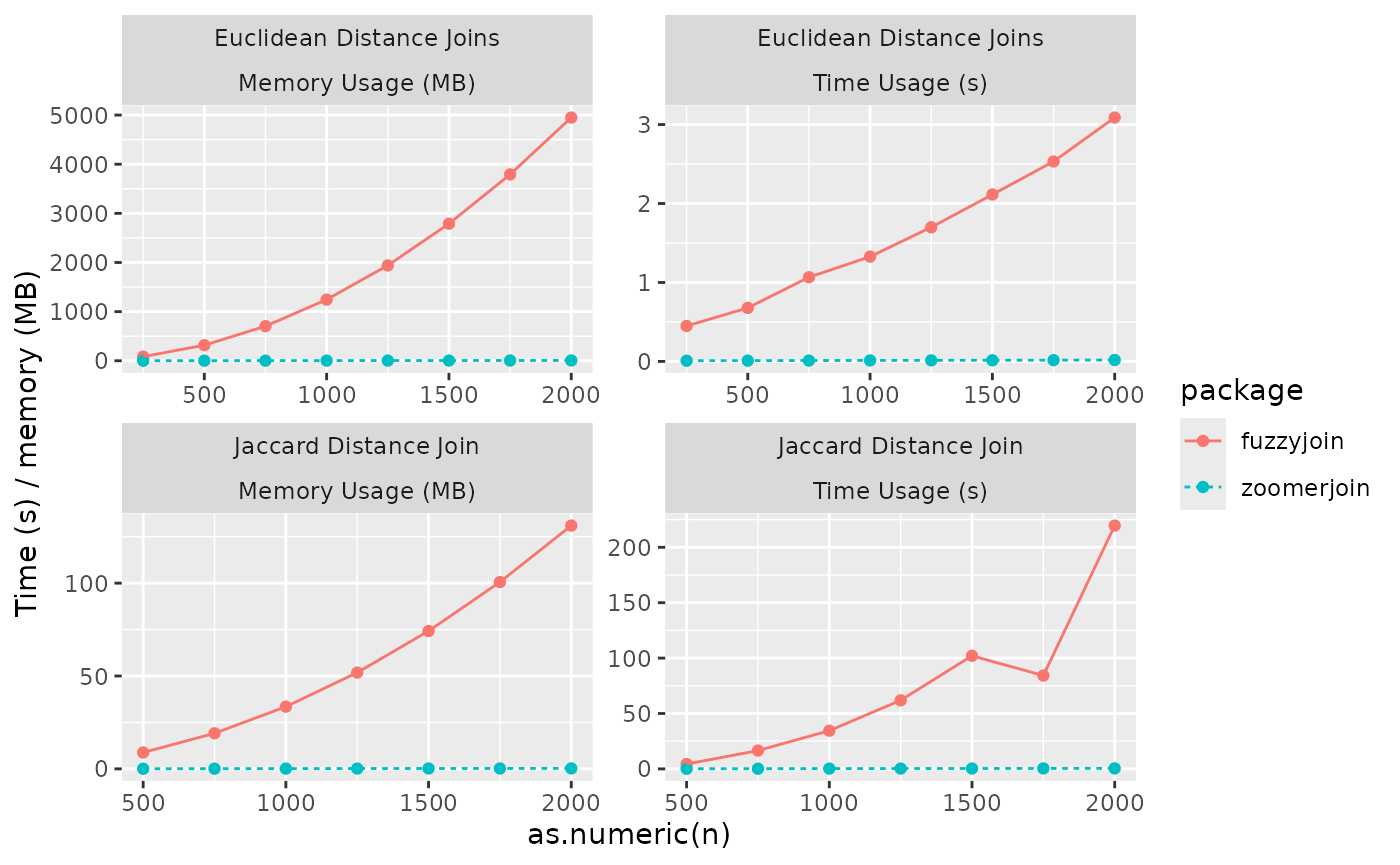 Euclidean Distance Joins
Memory Usage (MB)
Euclidean Distance Joins
Time Usage (s)
5000
4000
3000
2000
1000
0
500
1000
1500
2000
3
2
1
0
500
1000
1500
2000
Jaccard Distance Join
Memory Usage (MB)
Jaccard Distance Join
Time Usage (s)
100
50
0
500
1000
1500
2000
200
150
100
50
0
500
1000
1500
2000
Time (s) / memory (MB)
as.numeric(n)
package
fuzzyjoin
zoomerjoin